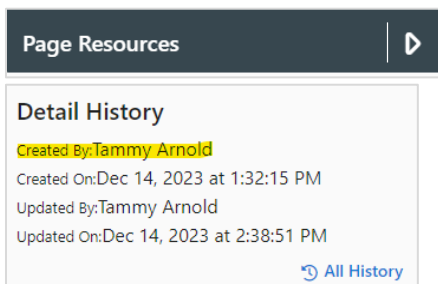 Page Resources
Detail History
Created By:Tammy Arnold
Created On:Dec 14, 2023 at 1:32:15 PM
Updated By:Tammy Arnold
Updated On:Dec 14, 2023 at 2:38:51 PM
All History